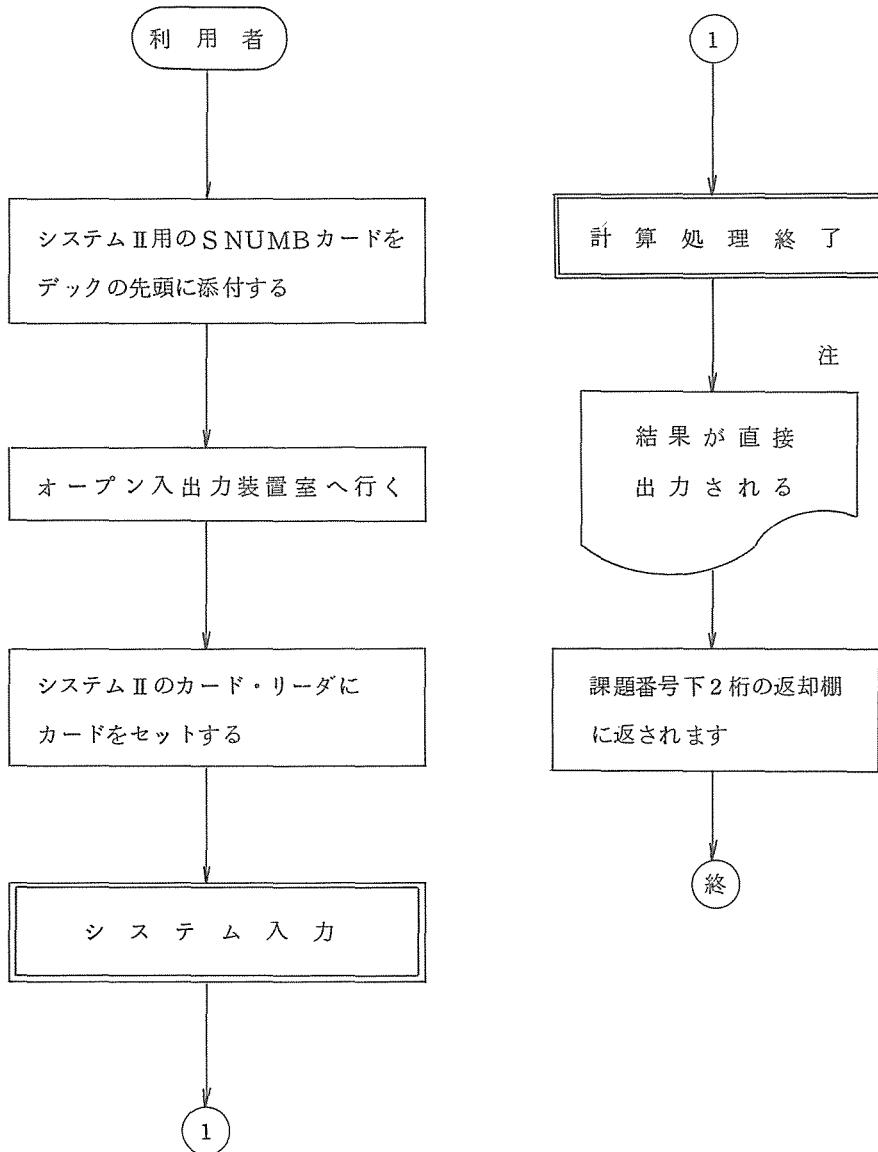 利用者
システムⅡ用のSNUMBカードを
デックの先頭に添付する
オープン入出力装置室へ行く
システムⅡのカード・リーダに
カードをセットする
システム入力
1
1
計算処理終了
注
結果が直接
出力される
課題番号下2桁の返却棚
に返されます
終